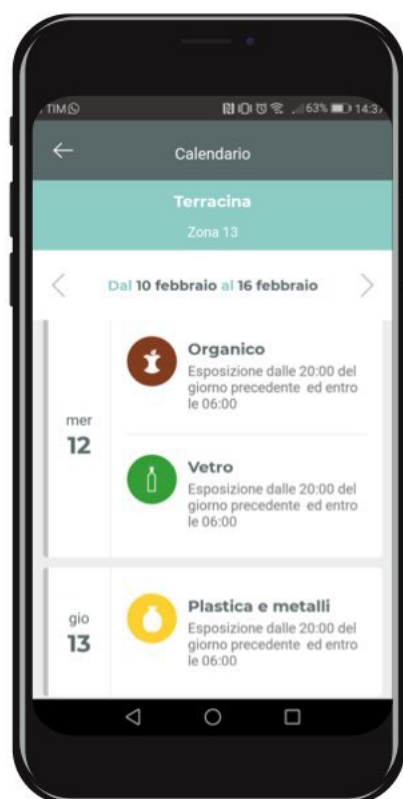 TIM 63% 14:37
Calendario
Terracina
Zona 13
Dal 10 febbraio al 16 febbraio
mer
12
Organico
Esposizione dalle 20:00 del
giorno precedente ed entro
le 06:00
Vetro
Esposizione dalle 20:00 del
giorno precedente ed entro
le 06:00
gio
13
Plastica e metalli
Esposizione dalle 20:00 del
giorno precedente ed entro
le 06:00